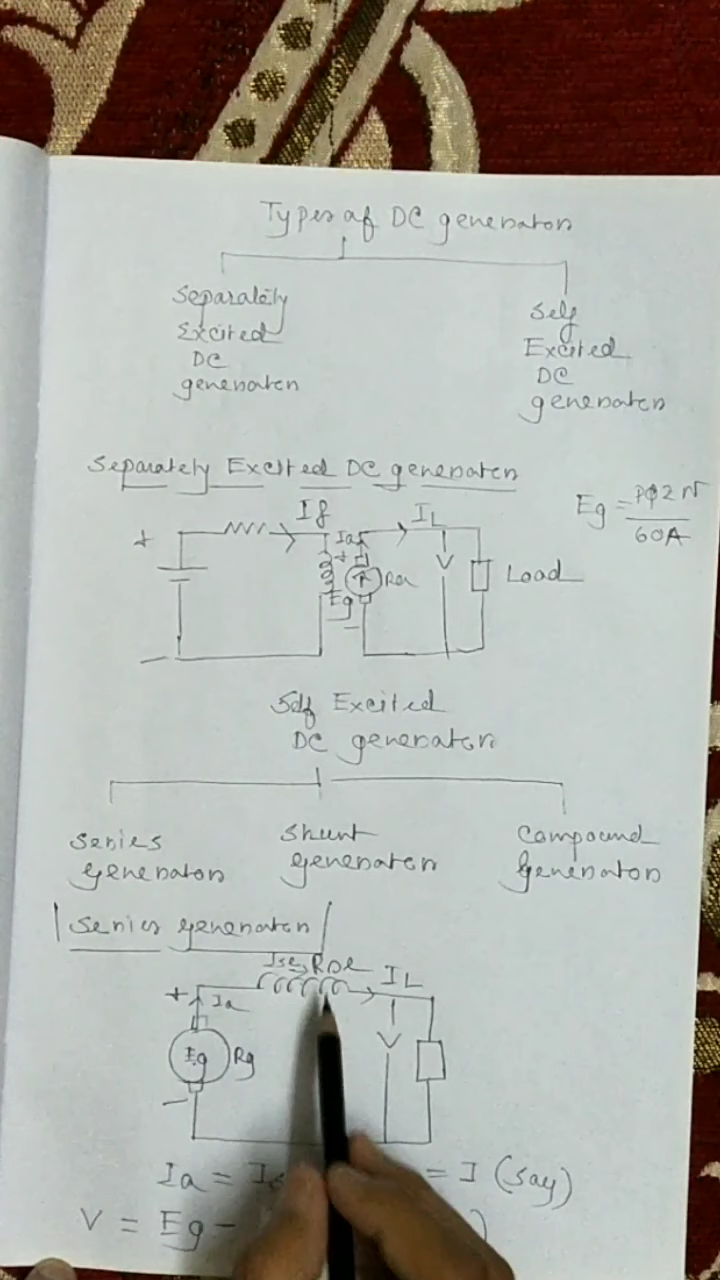 Types of DC generator
Separately
Excited
DC
generator
Self
Excited
DC
generator
Separately Excited DC generator
Eg = PΦZN
60A
+ If Ia IL
+ Eg Ra V Load
− −
Self Excited
DC generator
Series
generator
Shunt
generator
Compound
generator
Series generator
Ise Rse IL
+ Ia
Eg Rg V
−
Ia = I = I (say)
V = Eg − )